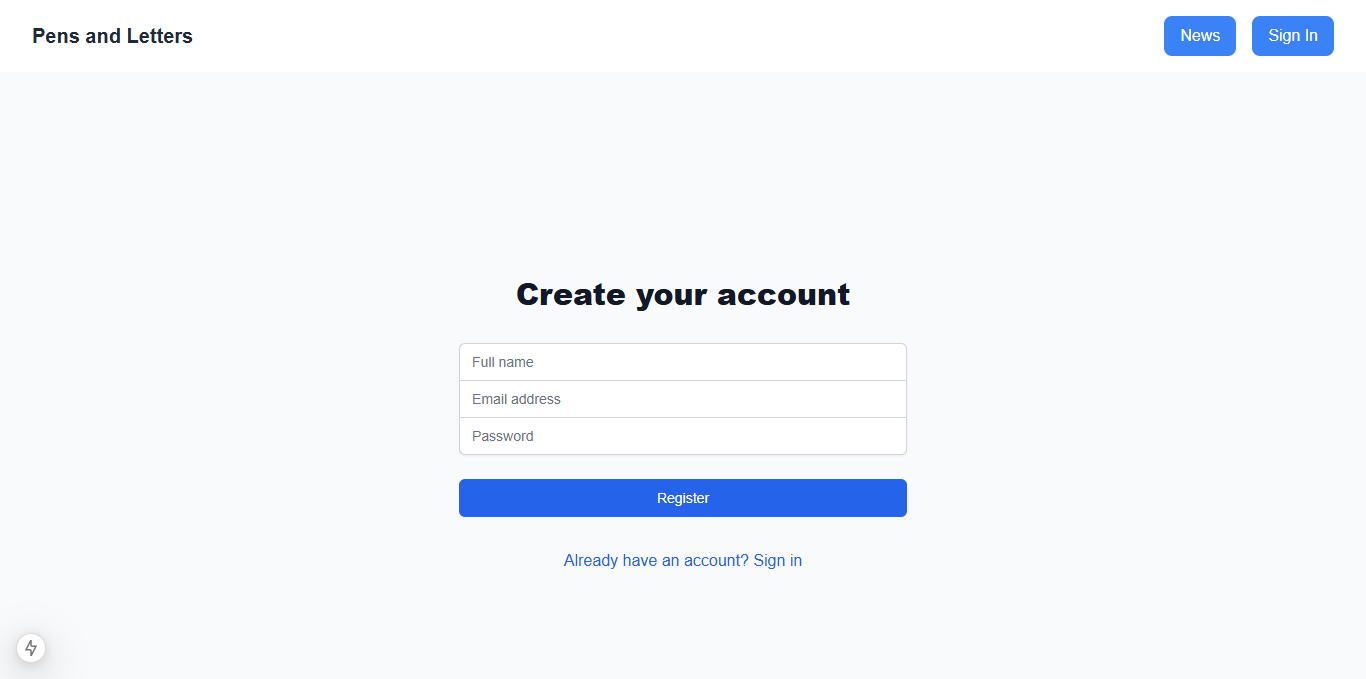 Pens and Letters
News
Sign In
Create your account
Full name
Email address
Password
Register
Already have an account? Sign in